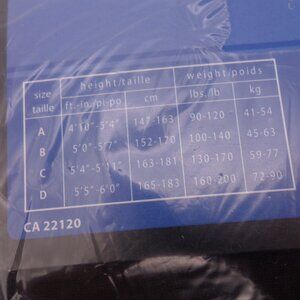 size height/taille weight/poids
taille ft.-in./pi-po cm lbs./lb kg
A 4'10"-5'4" 147-163 90-120 41-54
B 5'0"-5'7" 152-170 100-140 45-63
C 5'4"-5'11" 163-181 130-170 59-77
D 5'5"-6'0" 165-183 160-200 72-90
CA 22120